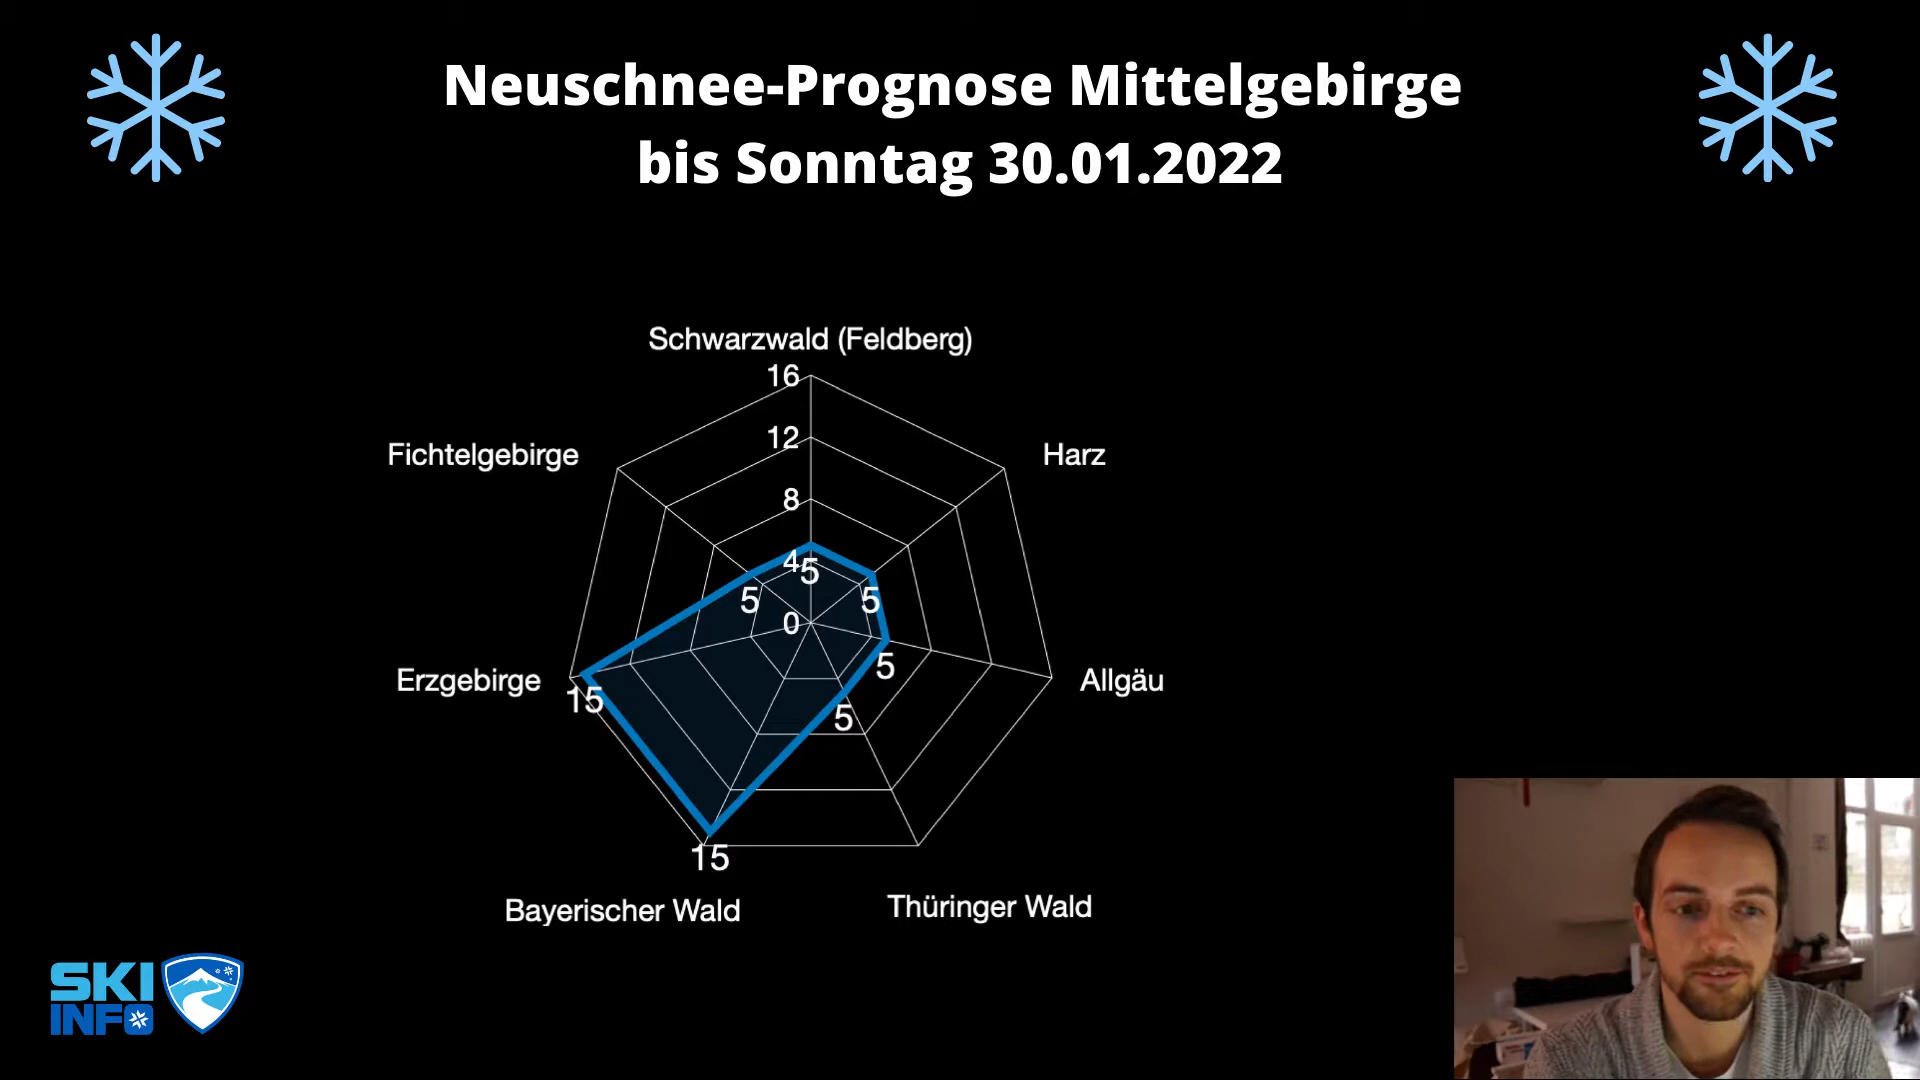 Neuschnee-Prognose Mittelgebirge
bis Sonntag 30.01.2022
Schwarzwald (Feldberg)
16
12
8
4
0
5
Harz
5
Allgäu
5
Thüringer Wald
5
Bayerischer Wald
15
Erzgebirge
15
Fichtelgebirge
5
SKI
INFO